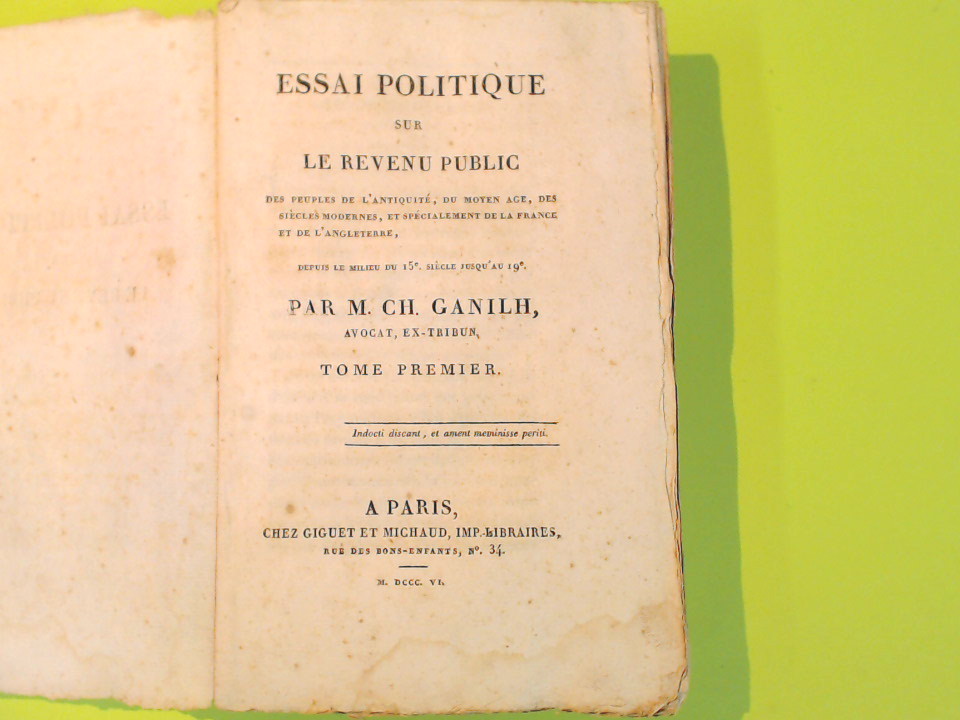 ESSAI POLITIQUE
SUR
LE REVENU PUBLIC
DES PEUPLES DE L'ANTIQUITÉ, DU MOYEN AGE, DES
SIÈCLES MODERNES, ET SPÉCIALEMENT DE LA FRANCE
ET DE L'ANGLETERRE,
DEPUIS LE MILIEU DU 15e. SIÈCLE JUSQU'AU 19e.
PAR M. CH. GANILH,
AVOCAT, EX-TRIBUN,
TOME PREMIER.
Indocti discant, et ament meminisse periti.
A PARIS,
CHEZ GIGUET ET MICHAUD, IMP.-LIBRAIRES,
RUE DES BONS-ENFANTS, No. 34.
M. DCCC. VI.